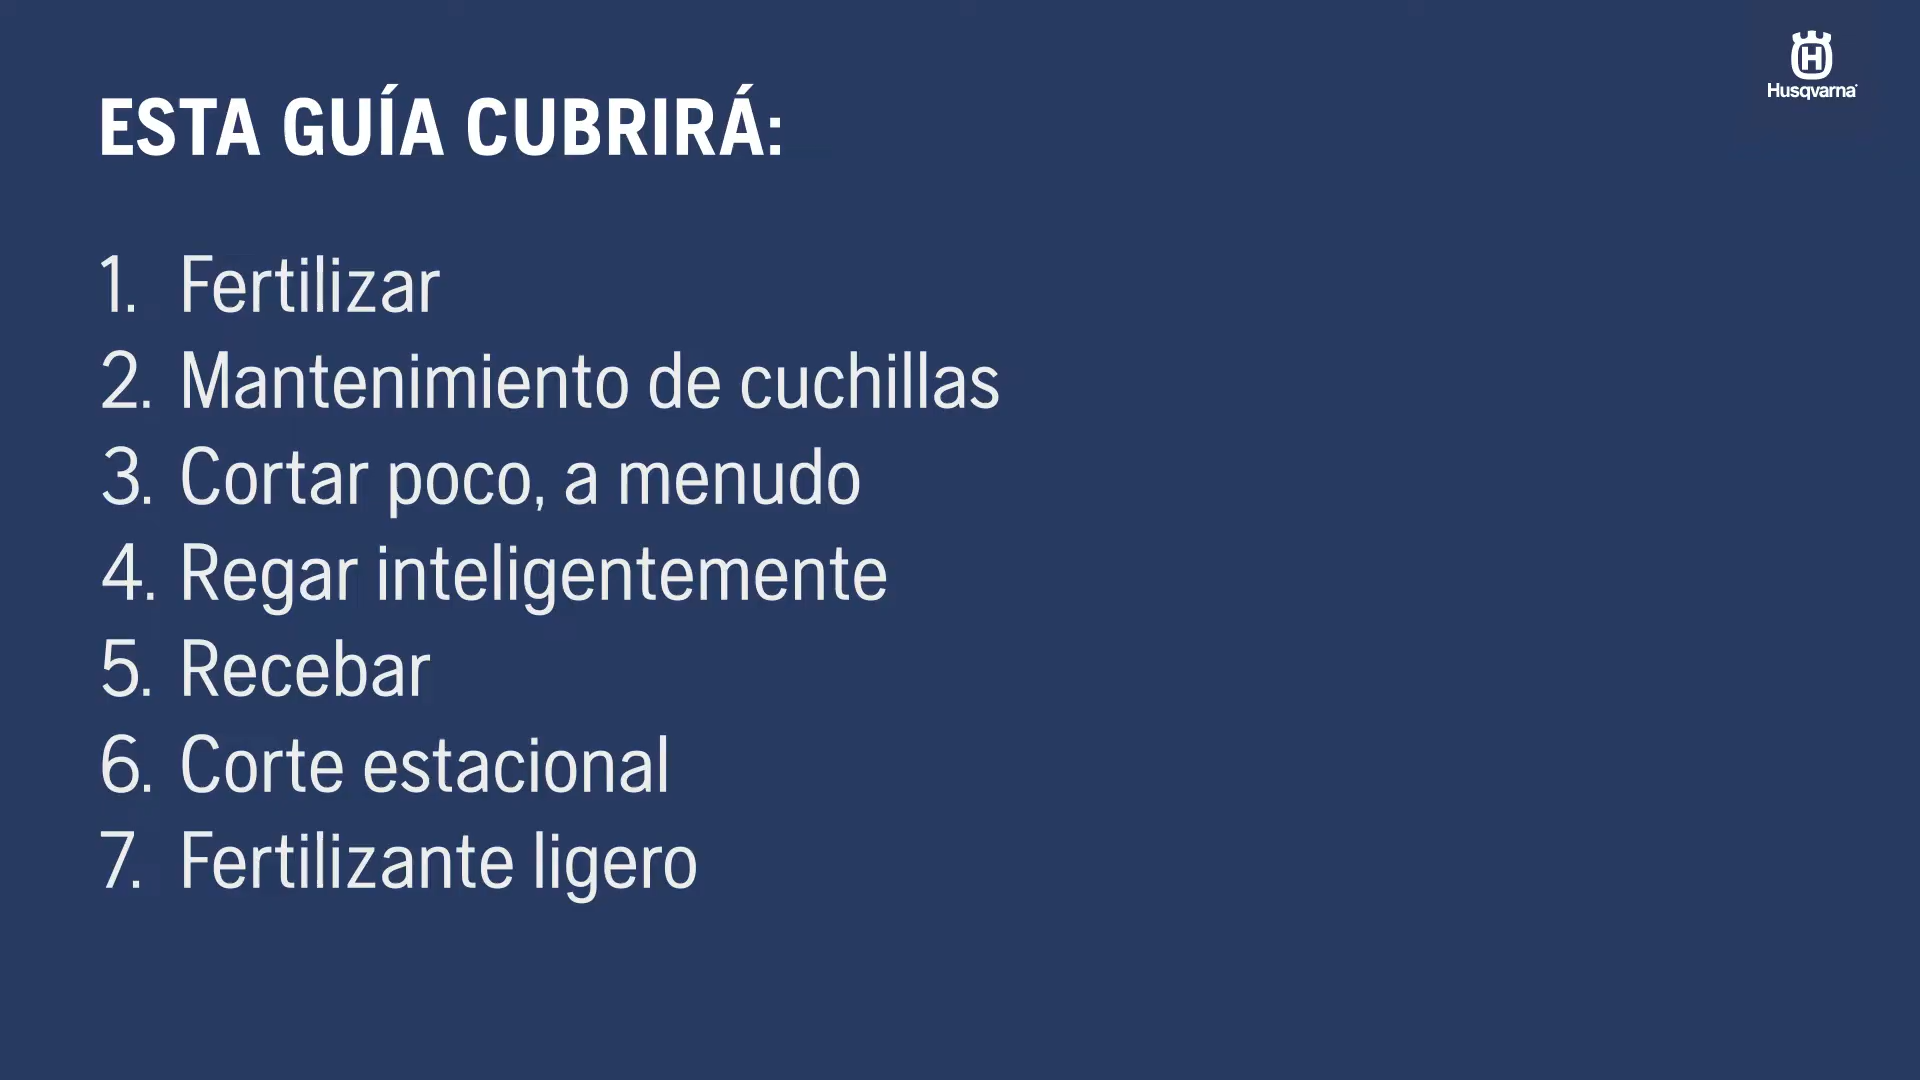 Husqvarna
ESTA GUÍA CUBRIRÁ:
1. Fertilizar
2. Mantenimiento de cuchillas
3. Cortar poco, a menudo
4. Regar inteligentemente
5. Recebar
6. Corte estacional
7. Fertilizante ligero